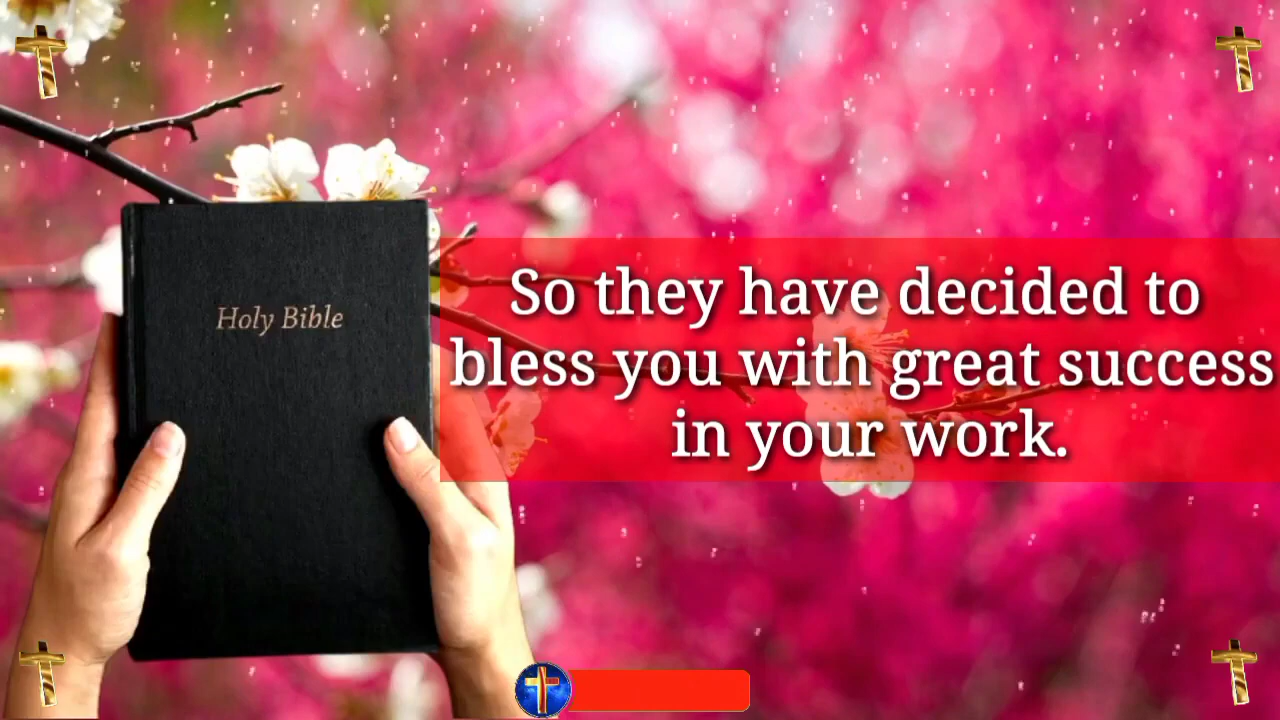 Holy Bible
So they have decided to
bless you with great success
in your work.